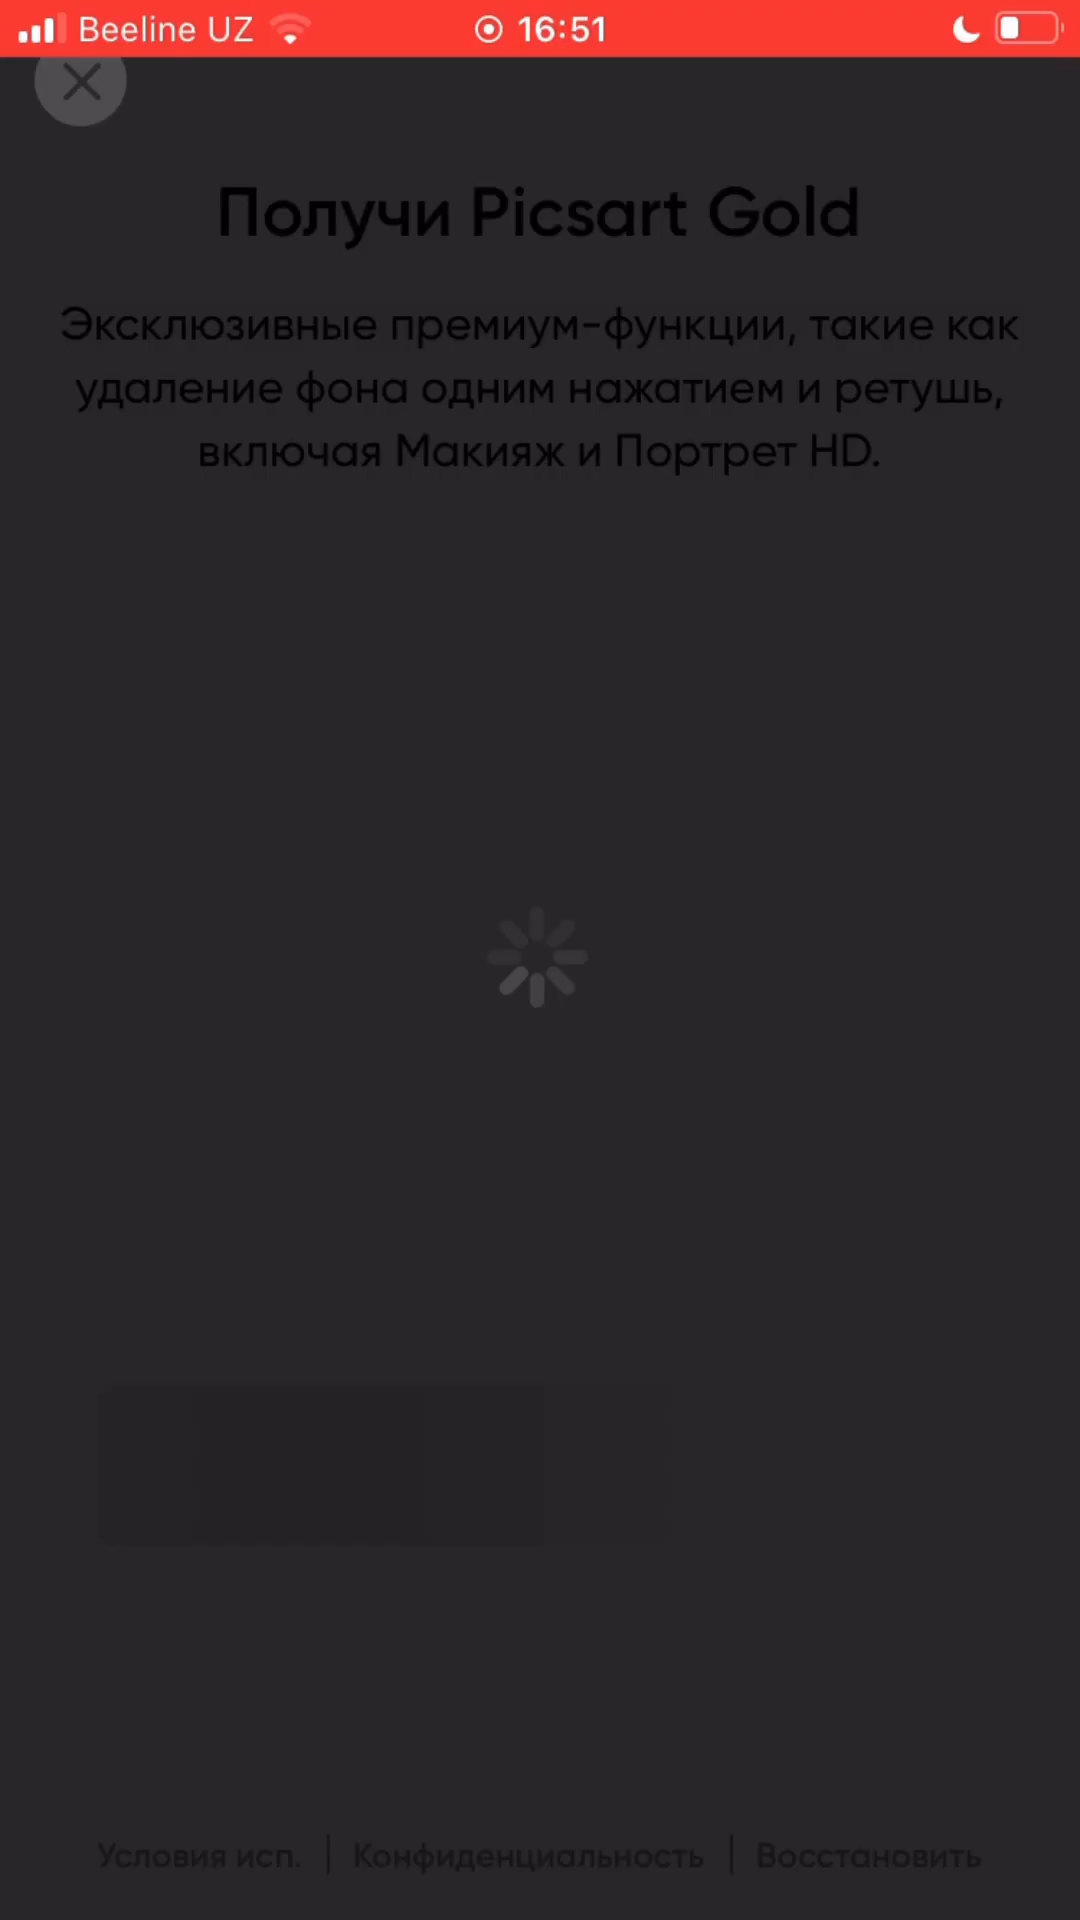 Beeline UZ 16:51
Получи Picsart Gold
Эксклюзивные премиум-функции, такие как
удаление фона одним нажатием и ретушь,
включая Макияж и Портрет HD.
Условия исп. | Конфиденциальность | Восстановить